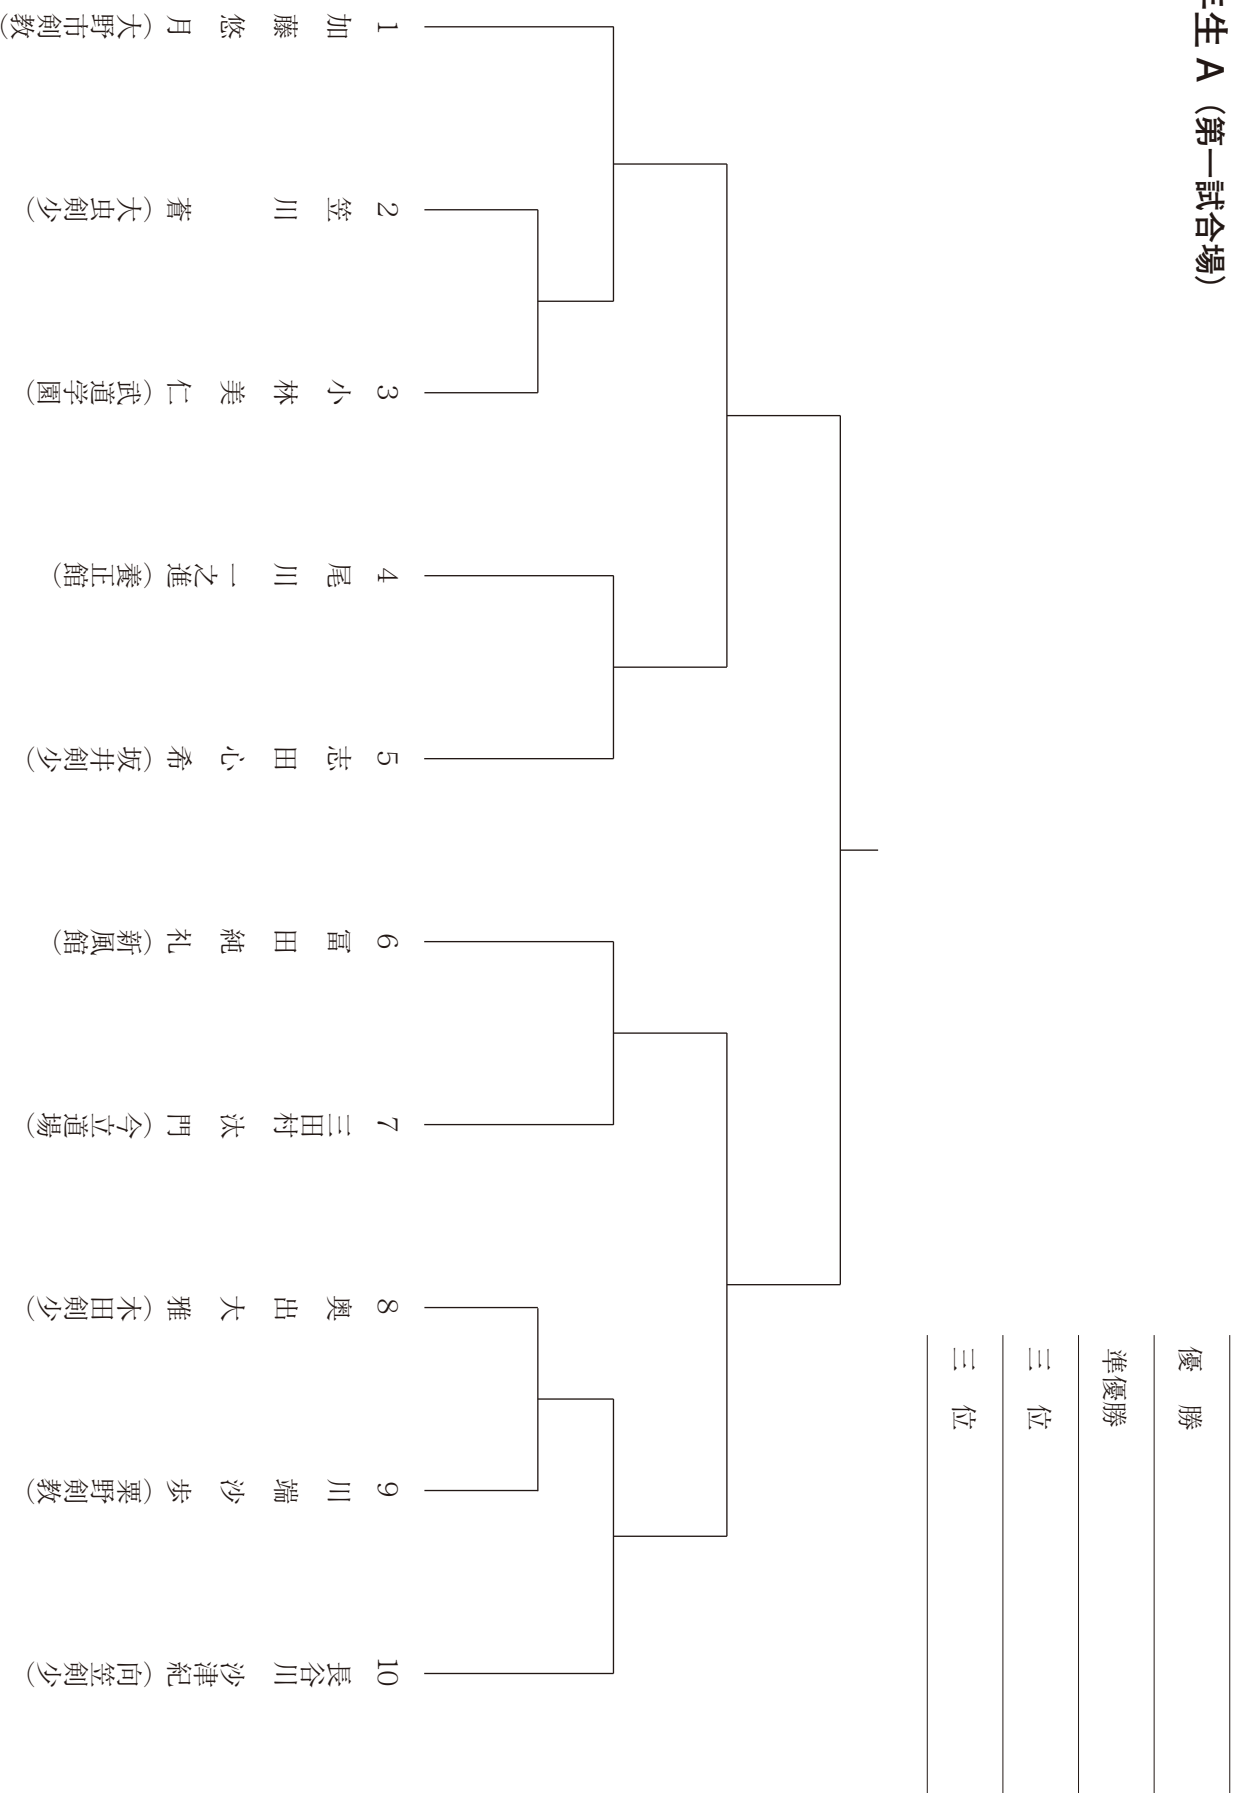 生 A（第一試合場）
1 加藤悠月（大野市剣教）
2 笠川蒼（大虫剣少）
3 小林美仁（武道学園）
4 尾川一之進（養正館）
5 志田心希（坂井剣少）
6 冨田純礼（新風館）
7 三田村汰門（今立道場）
8 奥出大雅（木田剣少）
9 川端沙歩（粟野剣教）
10 長谷川沙津紀（向笠剣少）
優勝
準優勝
三位
三位